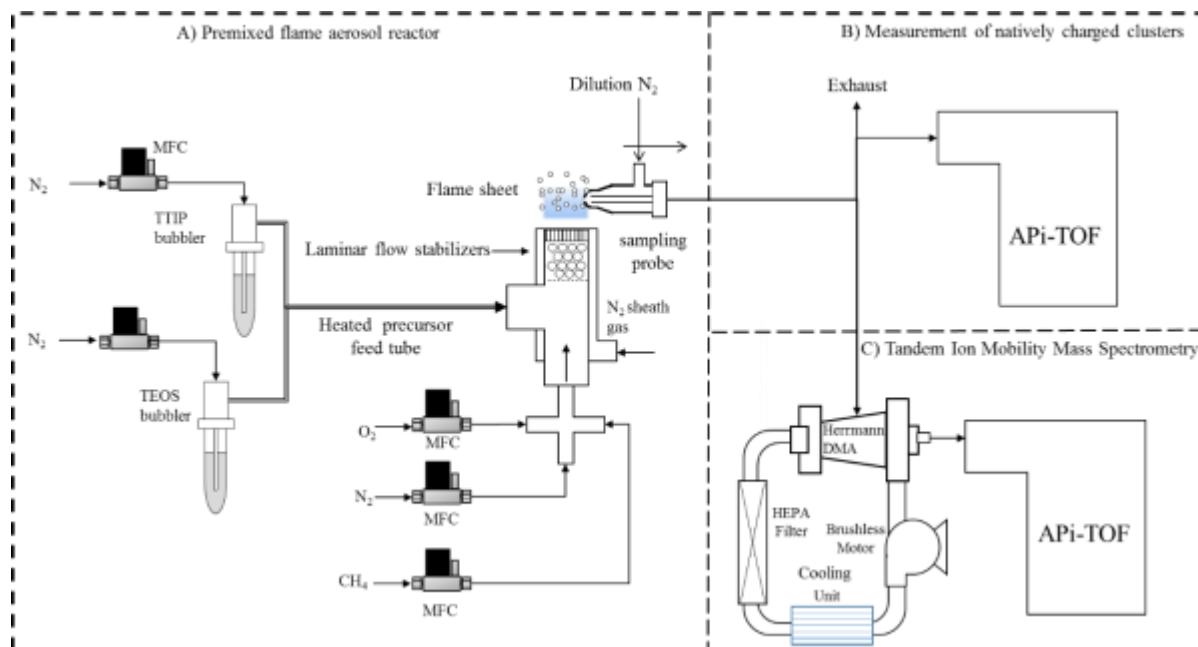 A) Premixed flame aerosol reactor
MFC
N₂
TTIP
bubbler
N₂
TEOS
bubbler
Heated precursor
feed tube
Laminar flow stabilizers
Flame sheet
Dilution N₂
sampling
probe
N₂ sheath
gas
O₂
MFC
N₂
MFC
CH₄
MFC
B) Measurement of natively charged clusters
Exhaust
APi-TOF
C) Tandem Ion Mobility Mass Spectrometry
Herrmann
DMA
HEPA
Filter
Brushless
Motor
Cooling
Unit
APi-TOF